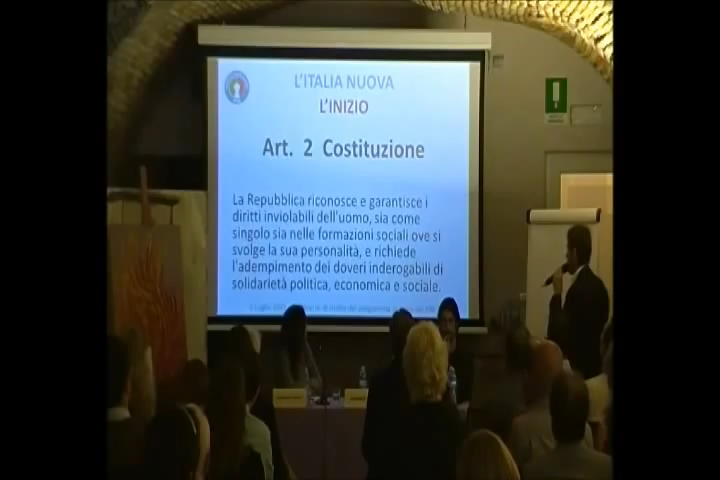 L'ITALIA NUOVA
L'INIZIO
Art. 2 Costituzione
La Repubblica riconosce e garantisce i
diritti inviolabili dell'uomo, sia come
singolo sia nelle formazioni sociali ove si
svolge la sua personalità, e richiede
l'adempimento dei doveri inderogabili di
solidarietà politica, economica e sociale.